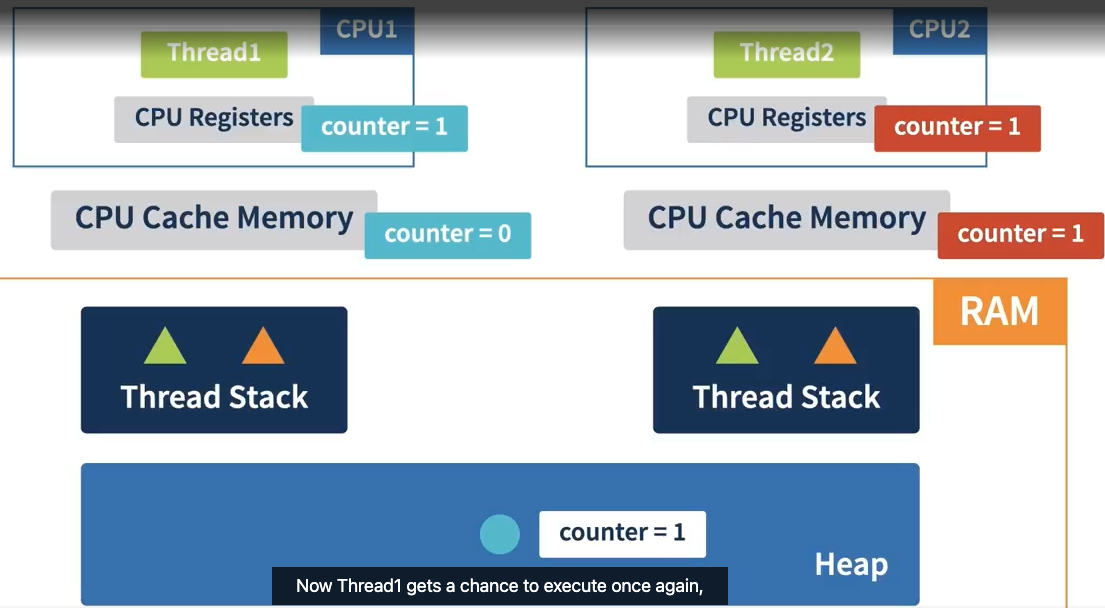 CPU1
Thread1
CPU Registers
counter = 1
CPU Cache Memory
counter = 0
CPU2
Thread2
CPU Registers
counter = 1
CPU Cache Memory
counter = 1
RAM
Thread Stack
Thread Stack
counter = 1
Heap
Now Thread1 gets a chance to execute once again,